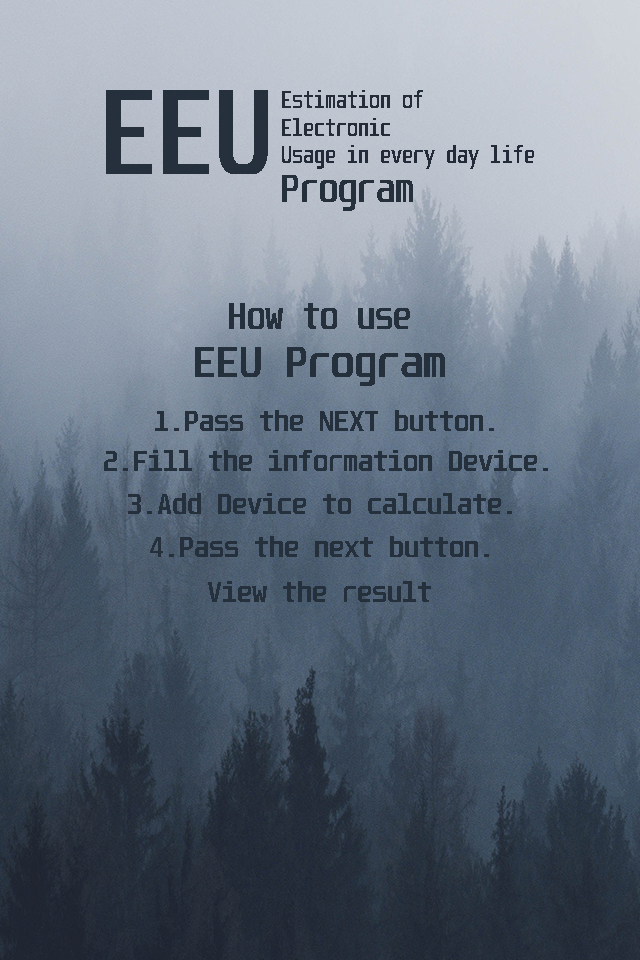 EEU
Estimation of
Electronic
Usage in every day life
Program
How to use
EEU Program
1.Pass the NEXT button.
2.Fill the information Device.
3.Add Device to calculate.
4.Pass the next button.
View the result